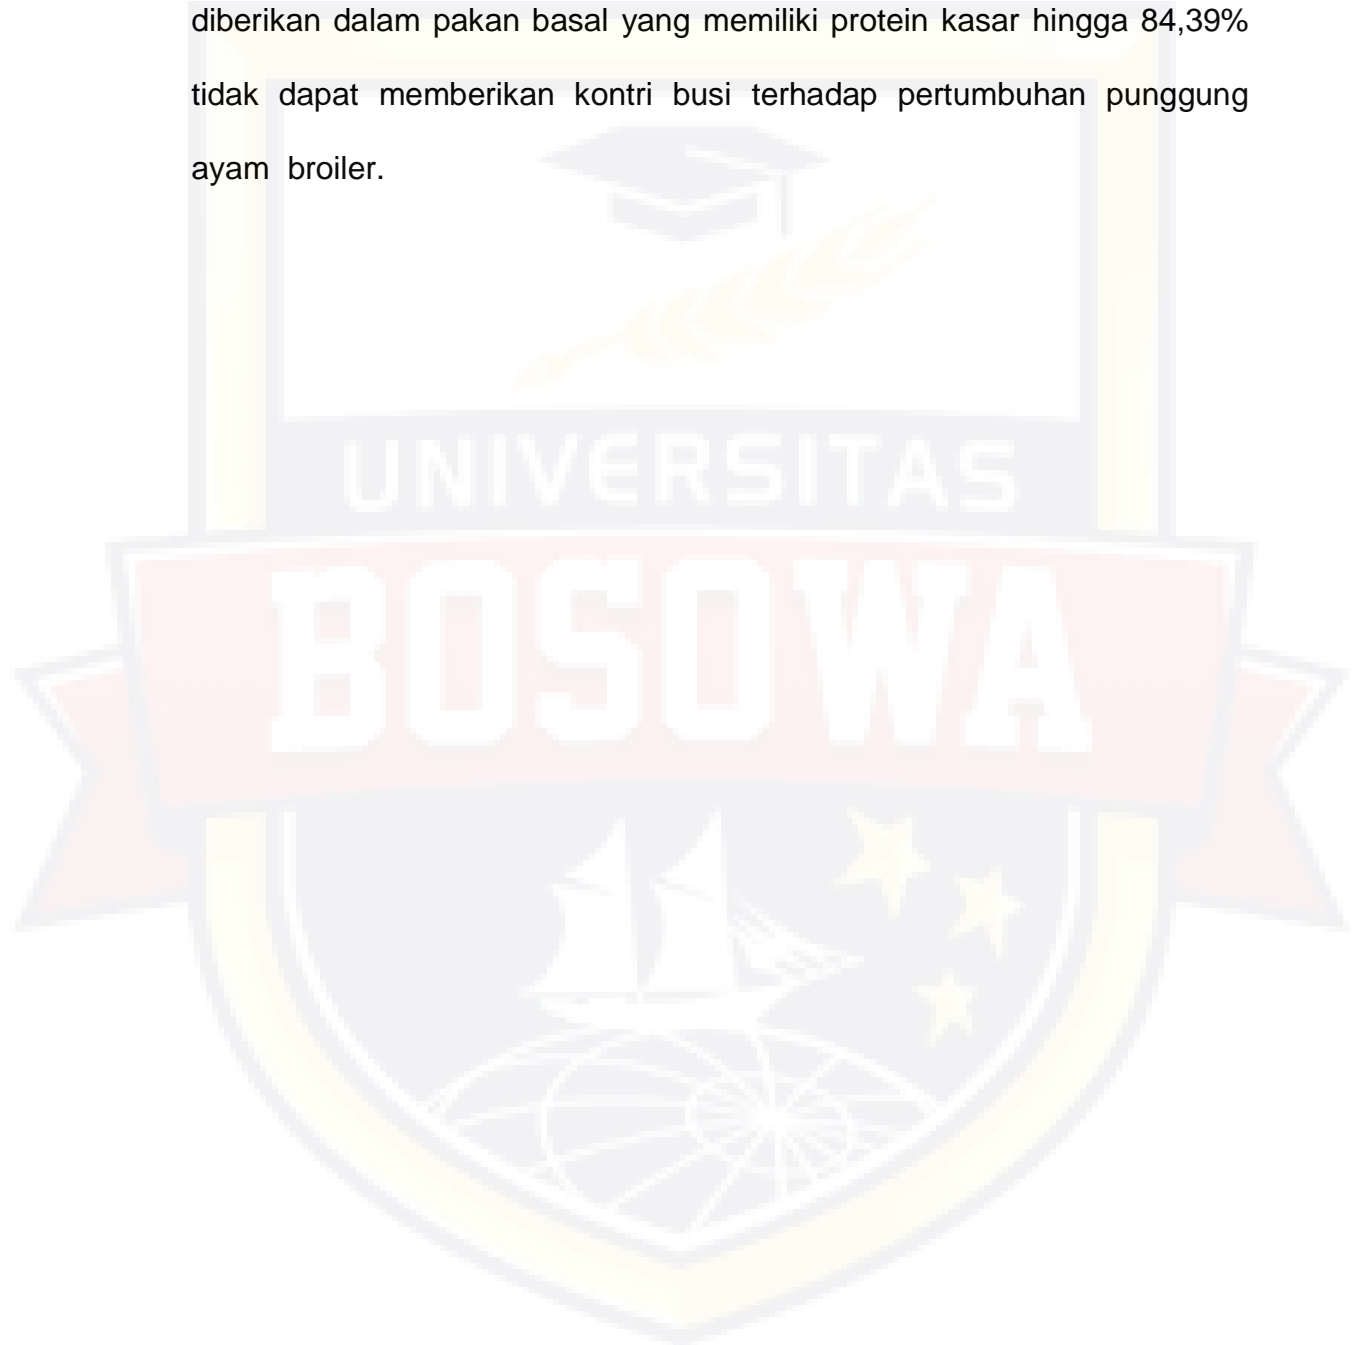 diberikan dalam pakan basal yang memiliki protein kasar hingga 84,39%
tidak dapat memberikan kontri busi terhadap pertumbuhan punggung
ayam broiler.
UNIVERSITAS
BOSOWA